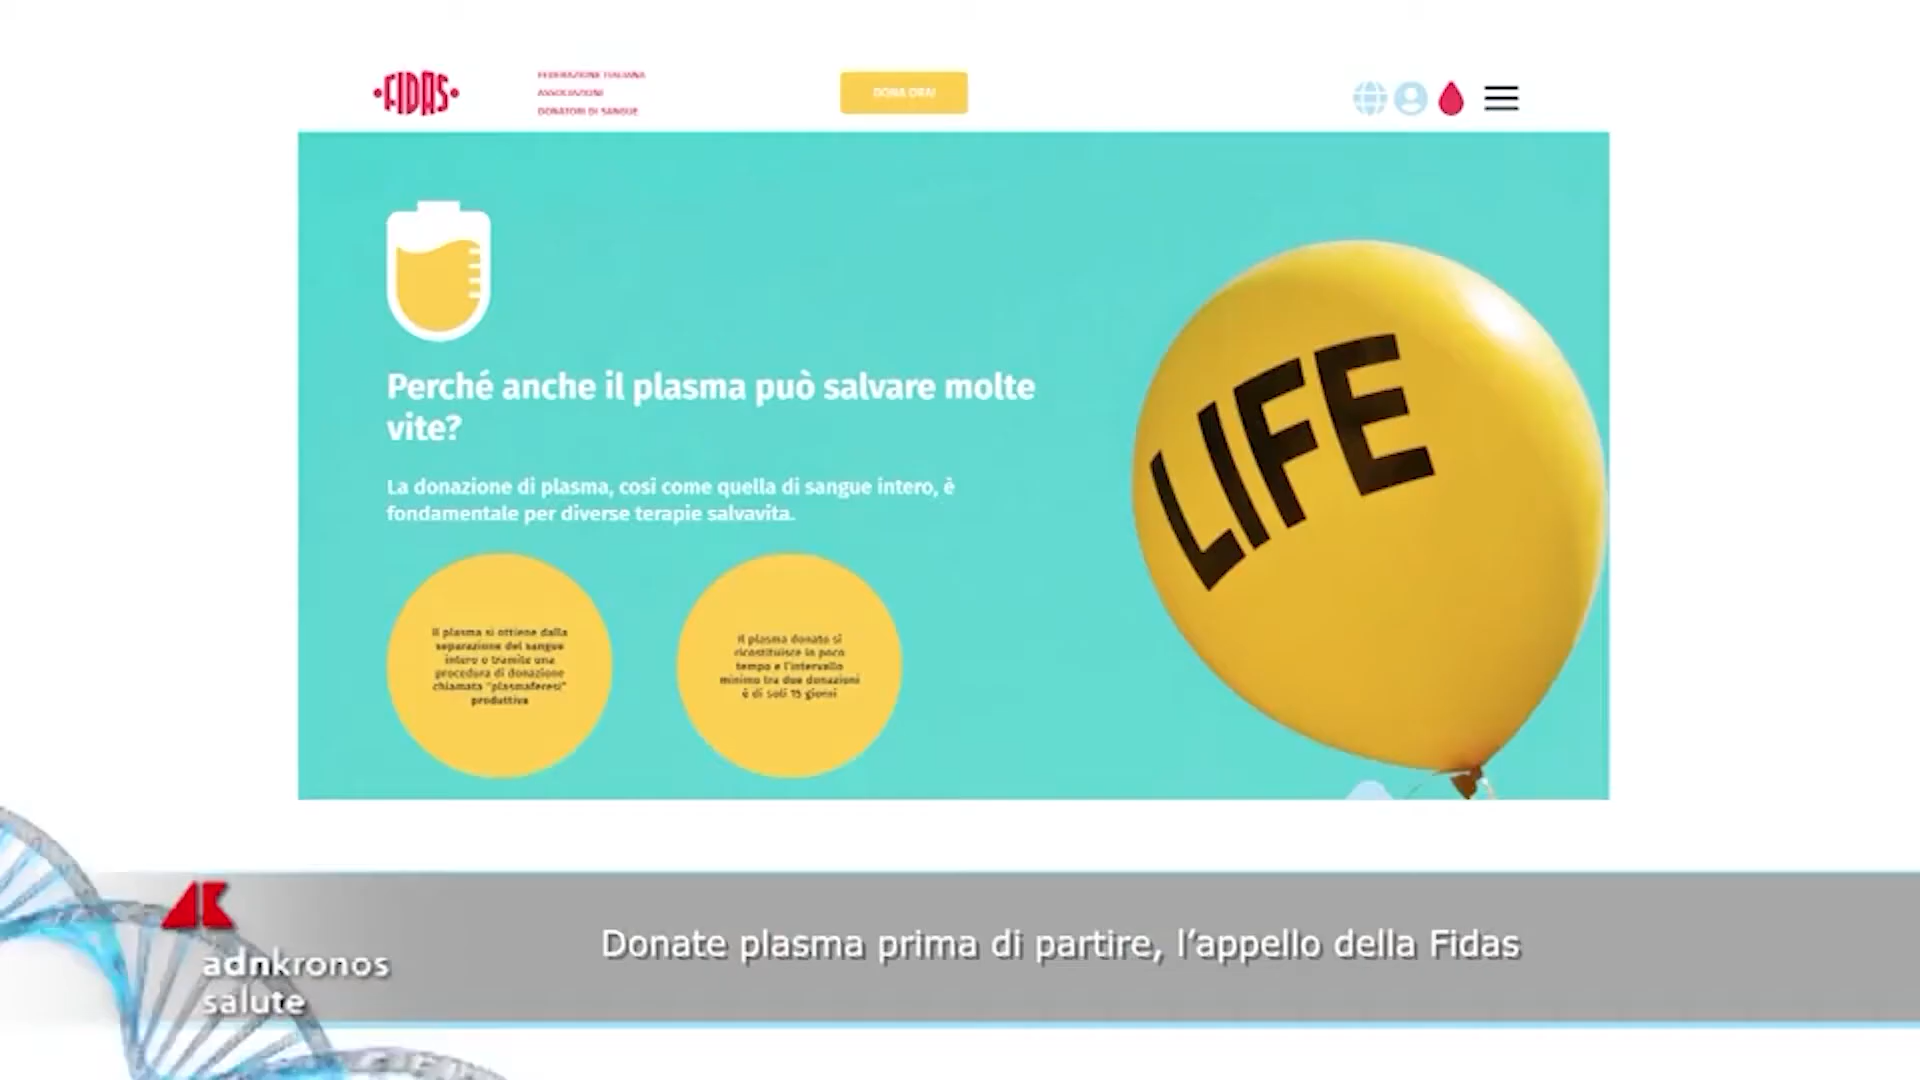 FIDAS
FEDERAZIONE ITALIANA
ASSOCIAZIONI
DONATORI DI SANGUE
DONA ORA!
Perché anche il plasma può salvare molte
vite?
La donazione di plasma, così come quella di sangue intero, è
fondamentale per diverse terapie salvavita.
Il plasma si ottiene dalla
separazione del sangue
intero o tramite una
procedura di donazione
chiamata "plasmaferesi"
produttiva
Il plasma donato si
ricostituisce in poco
tempo e l'intervallo
minimo tra due donazioni
è di soli 15 giorni
LIFE
adnkronos
salute
Donate plasma prima di partire, l'appello della Fidas